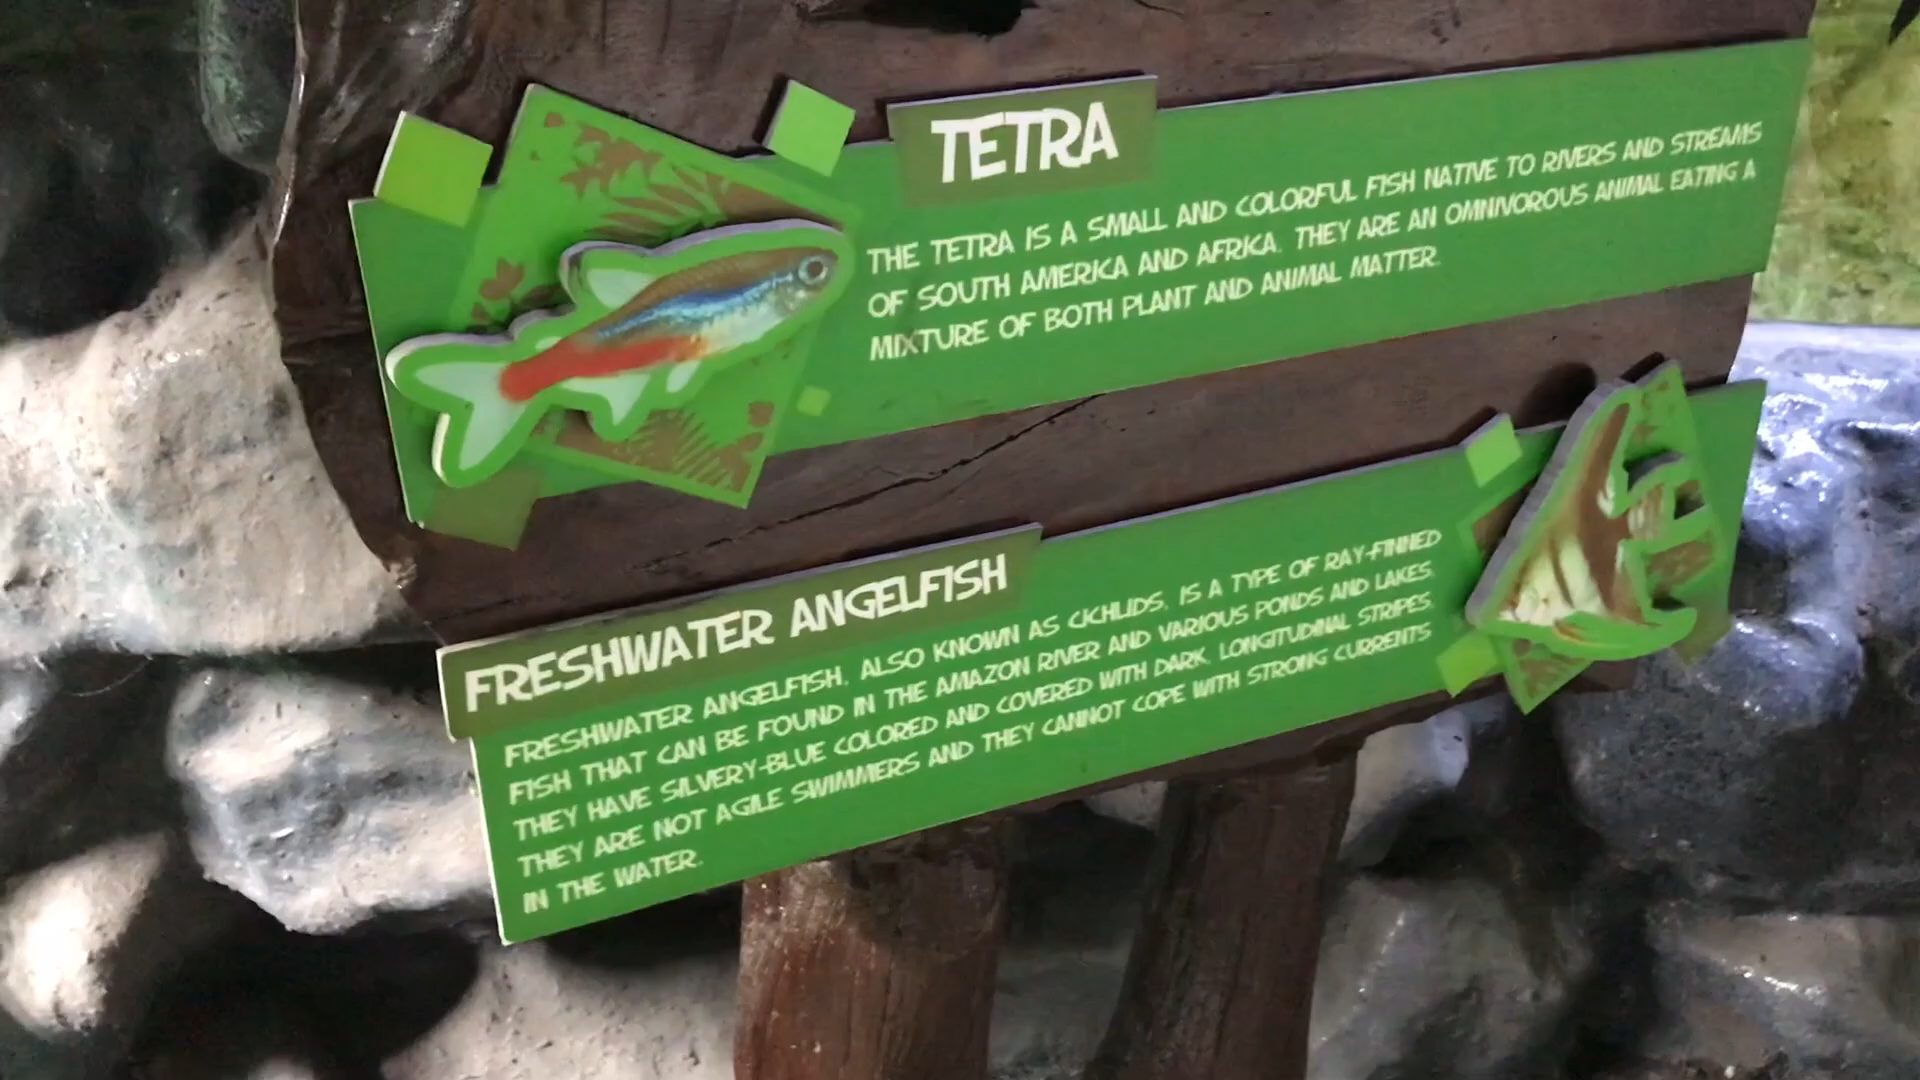 TETRA
THE TETRA IS A SMALL AND COLORFUL FISH NATIVE TO RIVERS AND STREAMS
OF SOUTH AMERICA AND AFRICA. THEY ARE AN OMNIVOROUS ANIMAL EATING A
MIXTURE OF BOTH PLANT AND ANIMAL MATTER.
FRESHWATER ANGELFISH
FRESHWATER ANGELFISH, ALSO KNOWN AS CICHLIDS, IS A TYPE OF RAY-FINNED
FISH THAT CAN BE FOUND IN THE AMAZON RIVER AND VARIOUS PONDS AND LAKES.
THEY HAVE SILVERY-BLUE COLORED AND COVERED WITH DARK, LONGITUDINAL STRIPES.
THEY ARE NOT AGILE SWIMMERS AND THEY CANNOT COPE WITH STRONG CURRENTS
IN THE WATER.